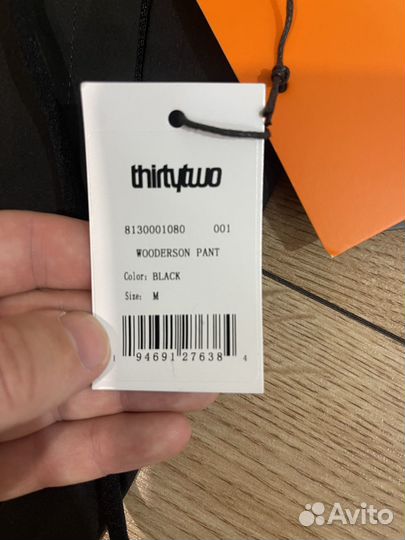 thirtytwo
8130001080 001
WOODERSON PANT
Color: BLACK
Size: M
1 94691 27638 4
Avito